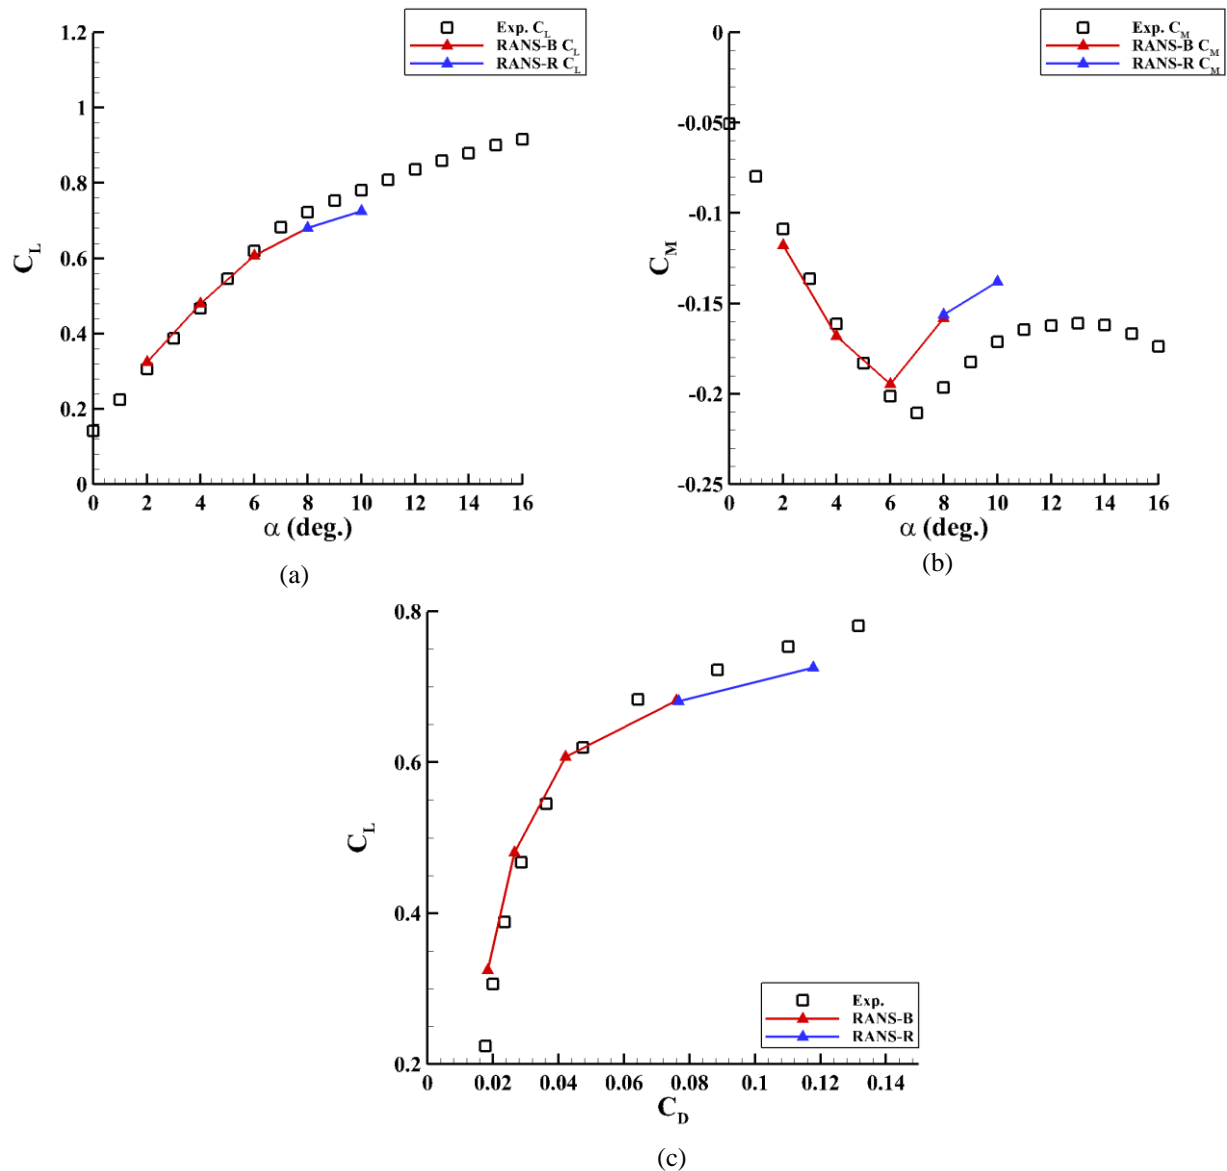 Exp. C_L
RANS-B C_L
RANS-R C_L
1.2
1
0.8
0.6
0.4
0.2
0
C_L
0 2 4 6 8 10 12 14 16
α (deg.)
(a)
Exp. C_M
RANS-B C_M
RANS-R C_M
0
-0.05
-0.1
-0.15
-0.2
-0.25
C_M
0 2 4 6 8 10 12 14 16
α (deg.)
(b)
0.8
0.6
0.4
0.2
C_L
Exp.
RANS-B
RANS-R
0 0.02 0.04 0.06 0.08 0.1 0.12 0.14
C_D
(c)